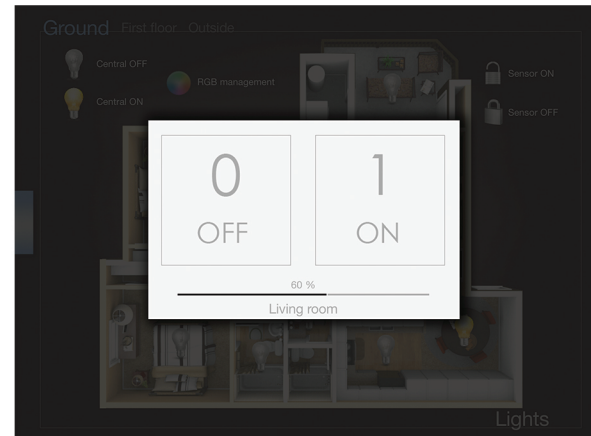 Ground First floor Outside
Central OFF
RGB management
Sensor ON
Central ON
Sensor OFF
0
OFF
1
ON
60 %
Living room
Lights